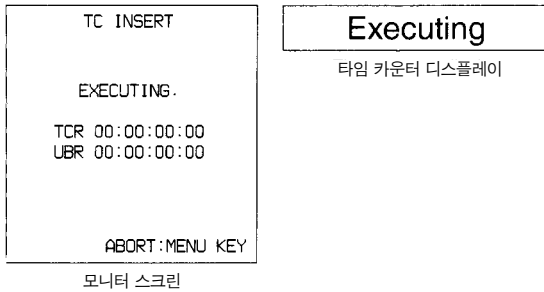 TC INSERT
EXECUTING.
TCR 00:00:00:00
UBR 00:00:00:00
ABORT:MENU KEY
모니터 스크린
Executing
타임 카운터 디스플레이